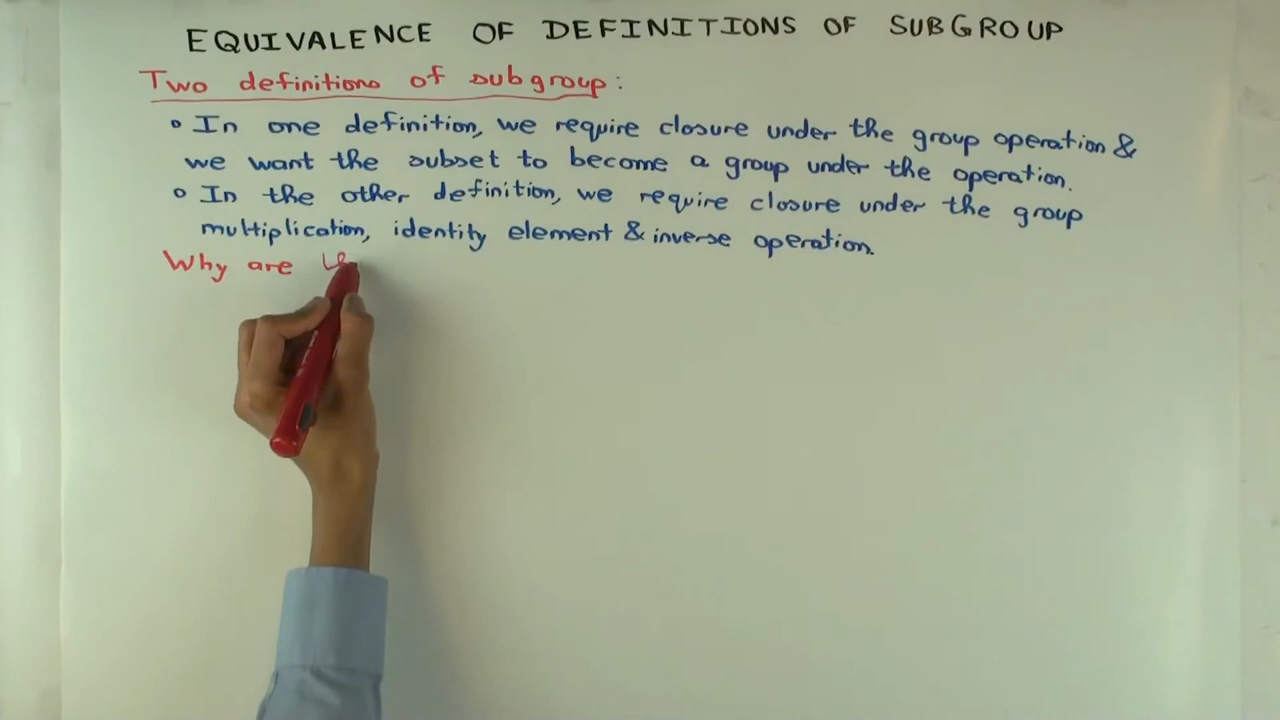 EQUIVALENCE OF DEFINITIONS OF SUBGROUP
Two definitions of subgroup:
∘ In one definition, we require closure under the group operation &
we want the subset to become a group under the operation.
∘ In the other definition, we require closure under the group
multiplication, identity element & inverse operation.
Why are